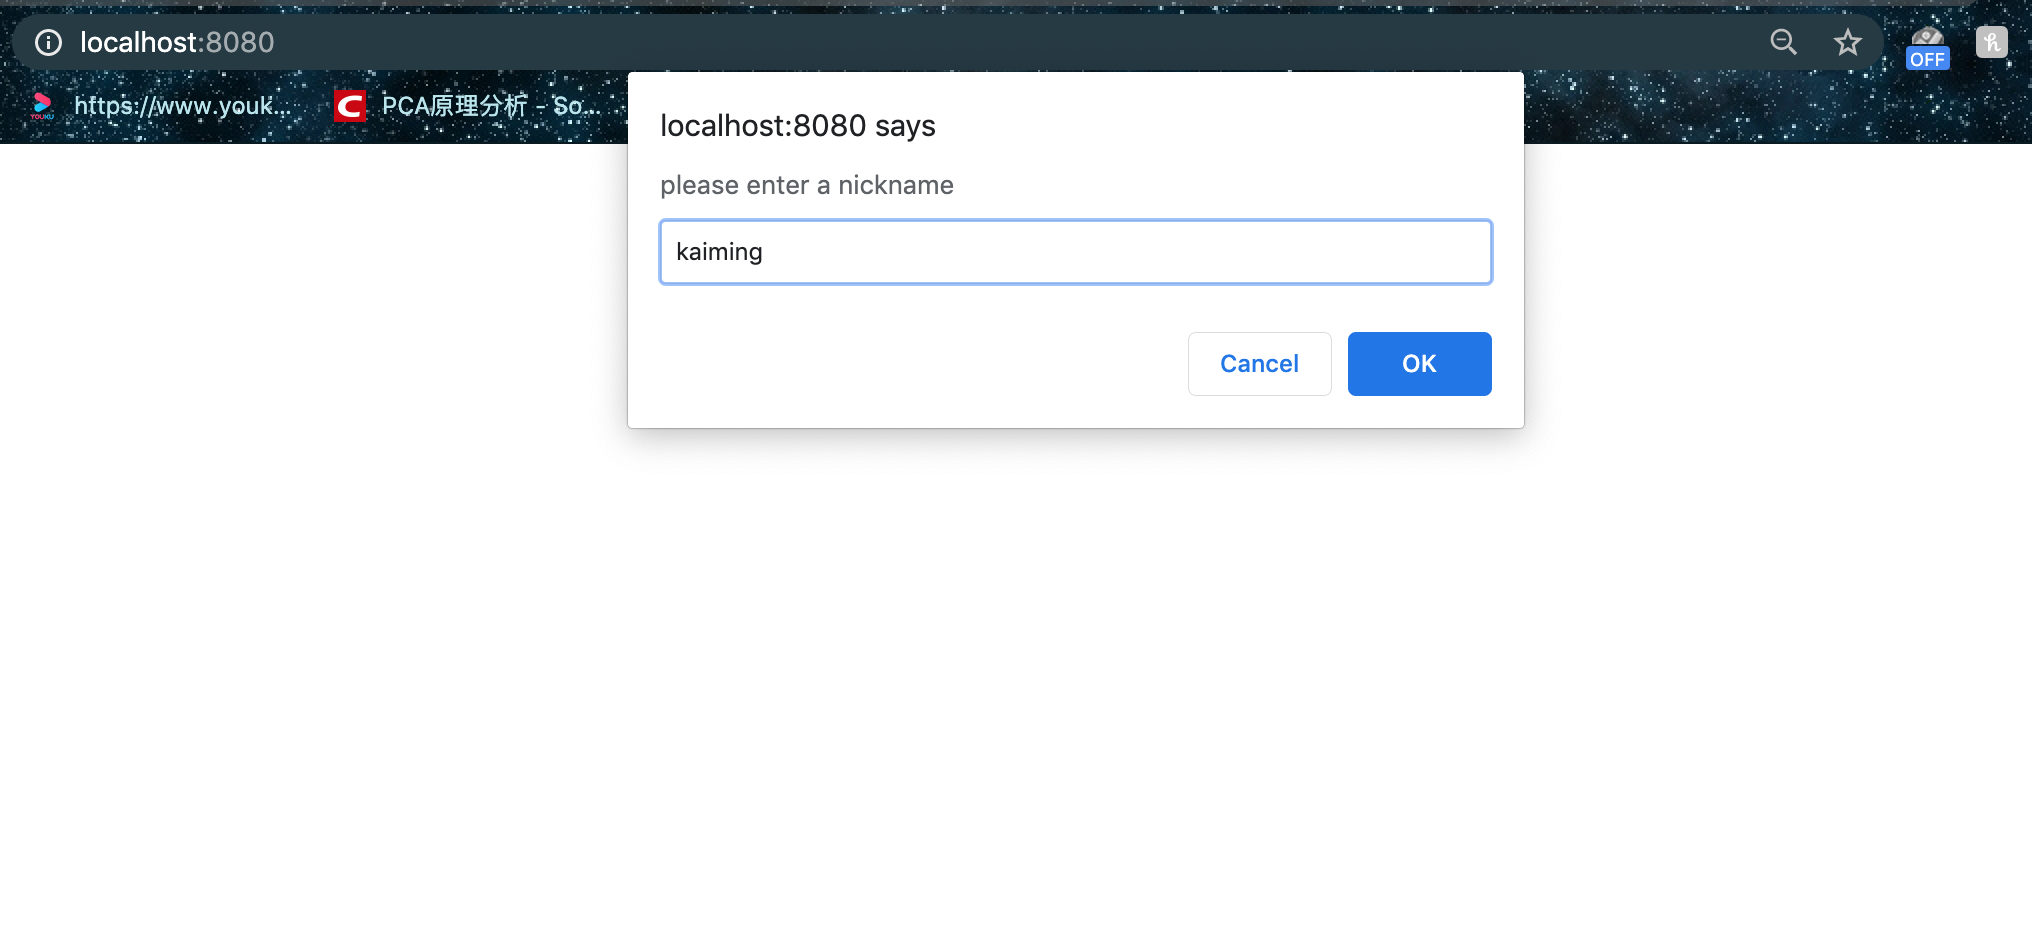 localhost:8080
OFF
YOUKU
https://www.youk...
PCA原理分析 - So...
localhost:8080 says
please enter a nickname
kaiming
Cancel
OK